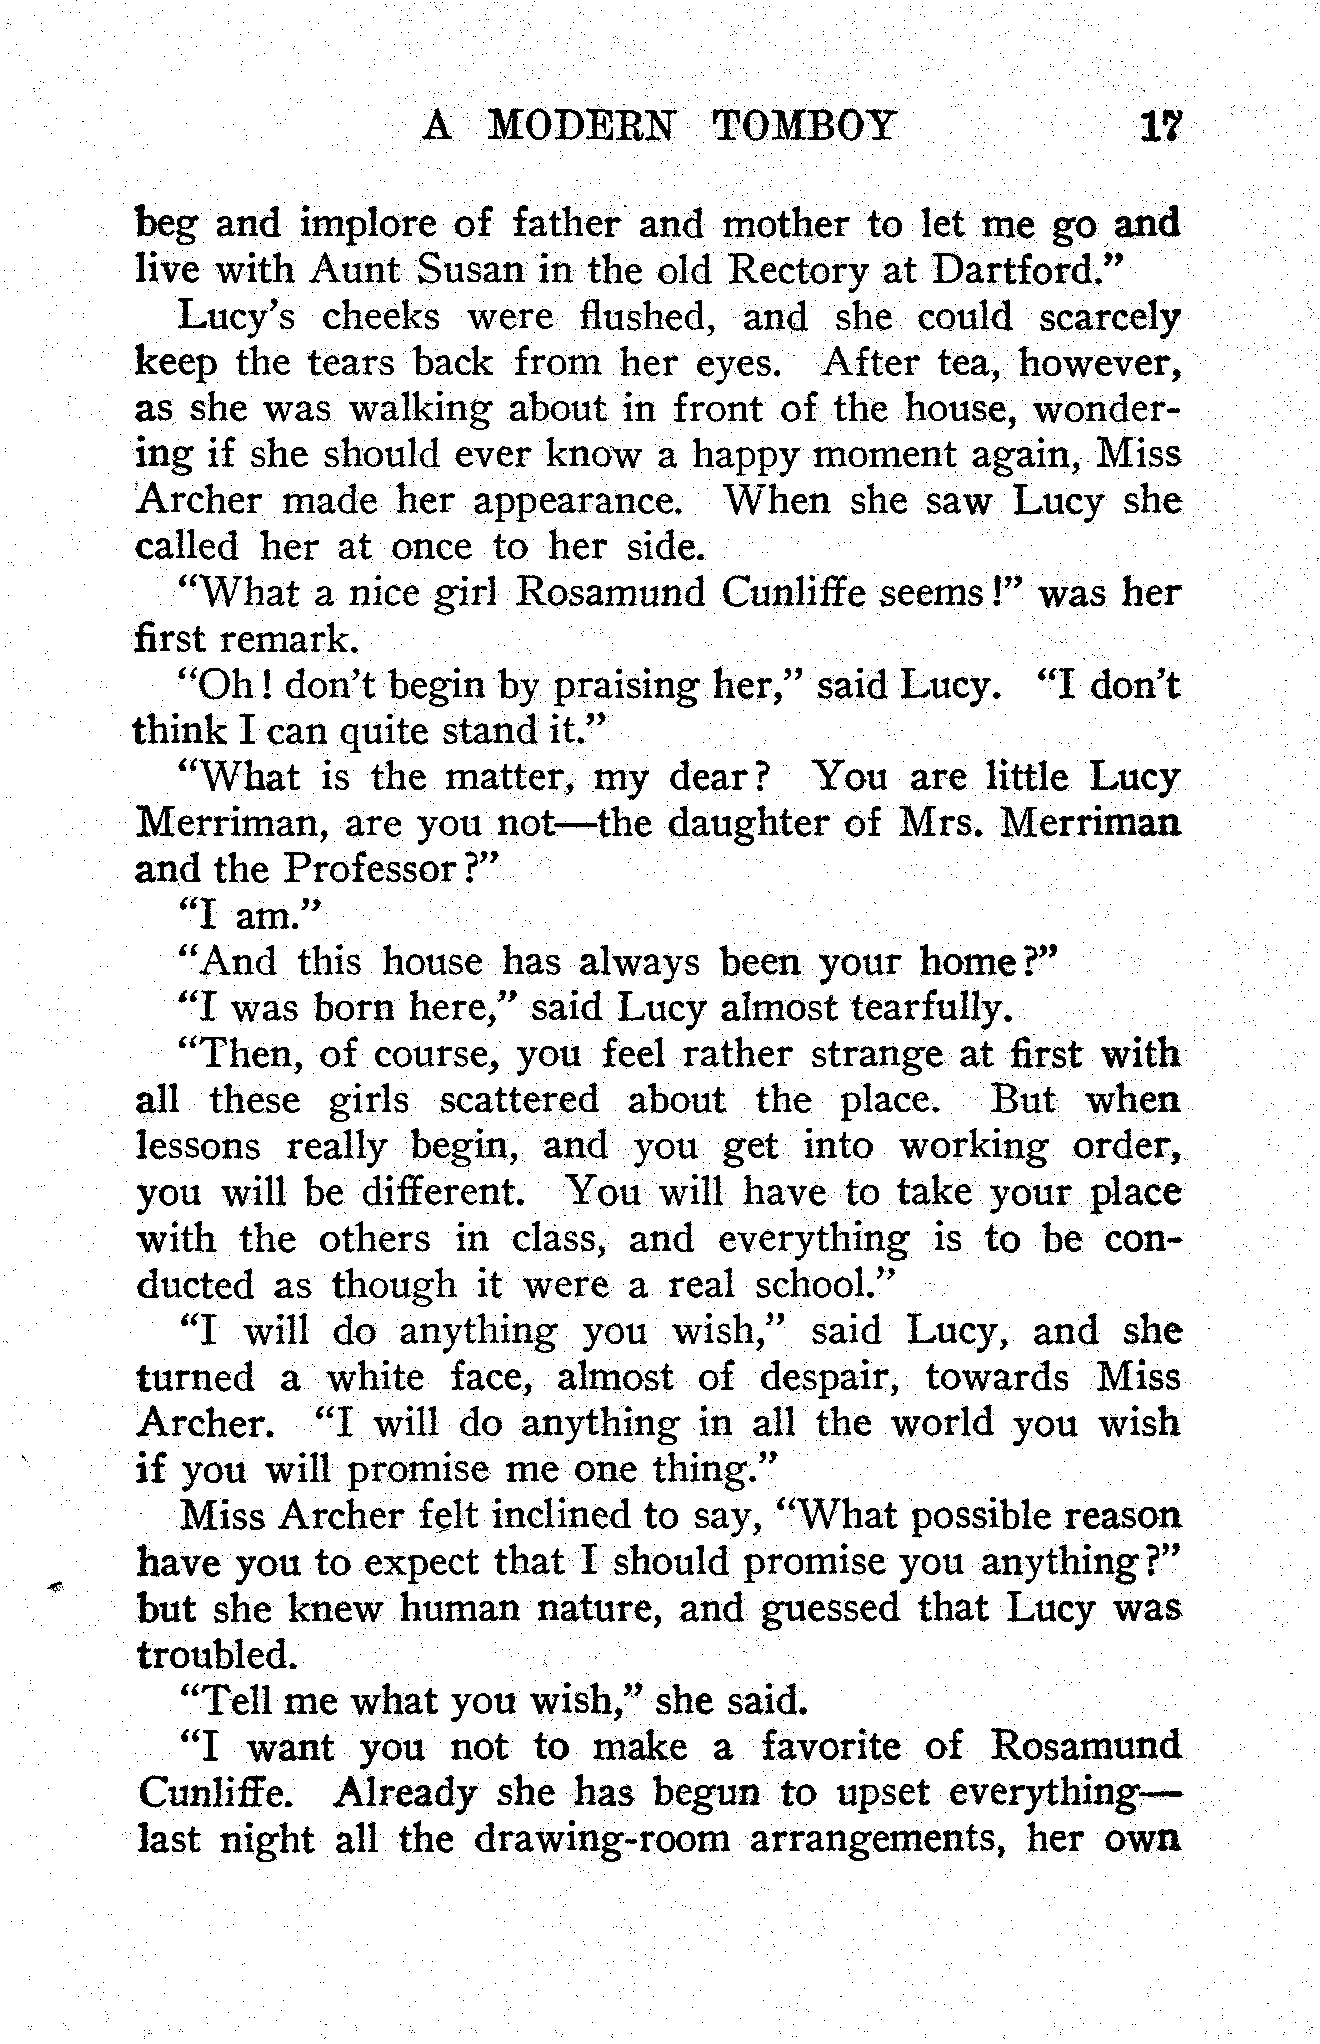 A MODERN TOMBOY 17
beg and implore of father and mother to let me go and
live with Aunt Susan in the old Rectory at Dartford.”
Lucy’s cheeks were flushed, and she could scarcely
keep the tears back from her eyes. After tea, however,
as she was walking about in front of the house, wonder-
ing if she should ever know a happy moment again, Miss
Archer made her appearance. When she saw Lucy she
called her at once to her side.
“What a nice girl Rosamund Cunliffe seems!” was her
first remark.
“Oh! don’t begin by praising her,” said Lucy. “I don’t
think I can quite stand it.”
“What is the matter, my dear? You are little Lucy
Merriman, are you not—the daughter of Mrs. Merriman
and the Professor?”
“I am.”
“And this house has always been your home?”
“I was born here,” said Lucy almost tearfully.
“Then, of course, you feel rather strange at first with
all these girls scattered about the place. But when
lessons really begin, and you get into working order,
you will be different. You will have to take your place
with the others in class, and everything is to be con-
ducted as though it were a real school.”
“I will do anything you wish,” said Lucy, and she
turned a white face, almost of despair, towards Miss
Archer. “I will do anything in all the world you wish
if you will promise me one thing.”
Miss Archer felt inclined to say, “What possible reason
have you to expect that I should promise you anything?”
but she knew human nature, and guessed that Lucy was
troubled.
“Tell me what you wish,” she said.
“I want you not to make a favorite of Rosamund
Cunliffe. Already she has begun to upset everything—
last night all the drawing-room arrangements, her own